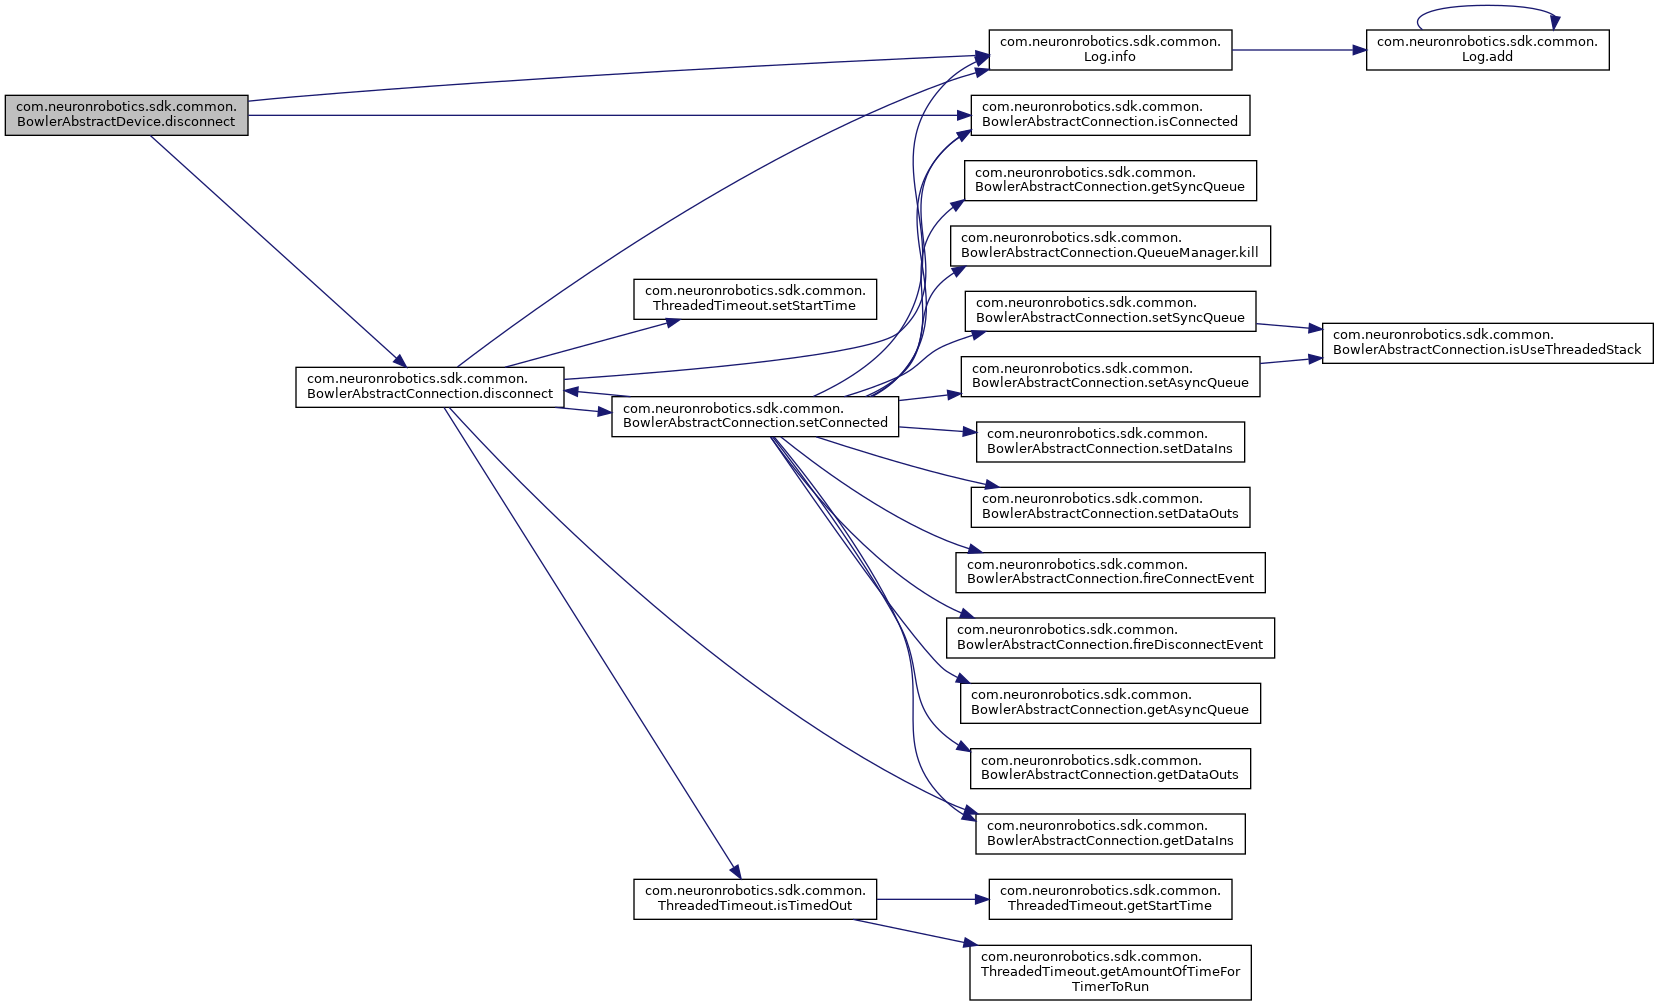 com.neuronrobotics.sdk.common.
BowlerAbstractDevice.disconnect
com.neuronrobotics.sdk.common.
BowlerAbstractConnection.disconnect
com.neuronrobotics.sdk.common.
ThreadedTimeout.setStartTime
com.neuronrobotics.sdk.common.
BowlerAbstractConnection.setConnected
com.neuronrobotics.sdk.common.
ThreadedTimeout.isTimedOut
com.neuronrobotics.sdk.common.
Log.info
com.neuronrobotics.sdk.common.
BowlerAbstractConnection.isConnected
com.neuronrobotics.sdk.common.
BowlerAbstractConnection.getSyncQueue
com.neuronrobotics.sdk.common.
BowlerAbstractConnection.QueueManager.kill
com.neuronrobotics.sdk.common.
BowlerAbstractConnection.setSyncQueue
com.neuronrobotics.sdk.common.
BowlerAbstractConnection.setAsyncQueue
com.neuronrobotics.sdk.common.
BowlerAbstractConnection.setDataIns
com.neuronrobotics.sdk.common.
BowlerAbstractConnection.setDataOuts
com.neuronrobotics.sdk.common.
BowlerAbstractConnection.fireConnectEvent
com.neuronrobotics.sdk.common.
BowlerAbstractConnection.fireDisconnectEvent
com.neuronrobotics.sdk.common.
BowlerAbstractConnection.getAsyncQueue
com.neuronrobotics.sdk.common.
BowlerAbstractConnection.getDataOuts
com.neuronrobotics.sdk.common.
BowlerAbstractConnection.getDataIns
com.neuronrobotics.sdk.common.
ThreadedTimeout.getStartTime
com.neuronrobotics.sdk.common.
ThreadedTimeout.getAmountOfTimeFor
TimerToRun
com.neuronrobotics.sdk.common.
Log.add
com.neuronrobotics.sdk.common.
BowlerAbstractConnection.isUseThreadedStack